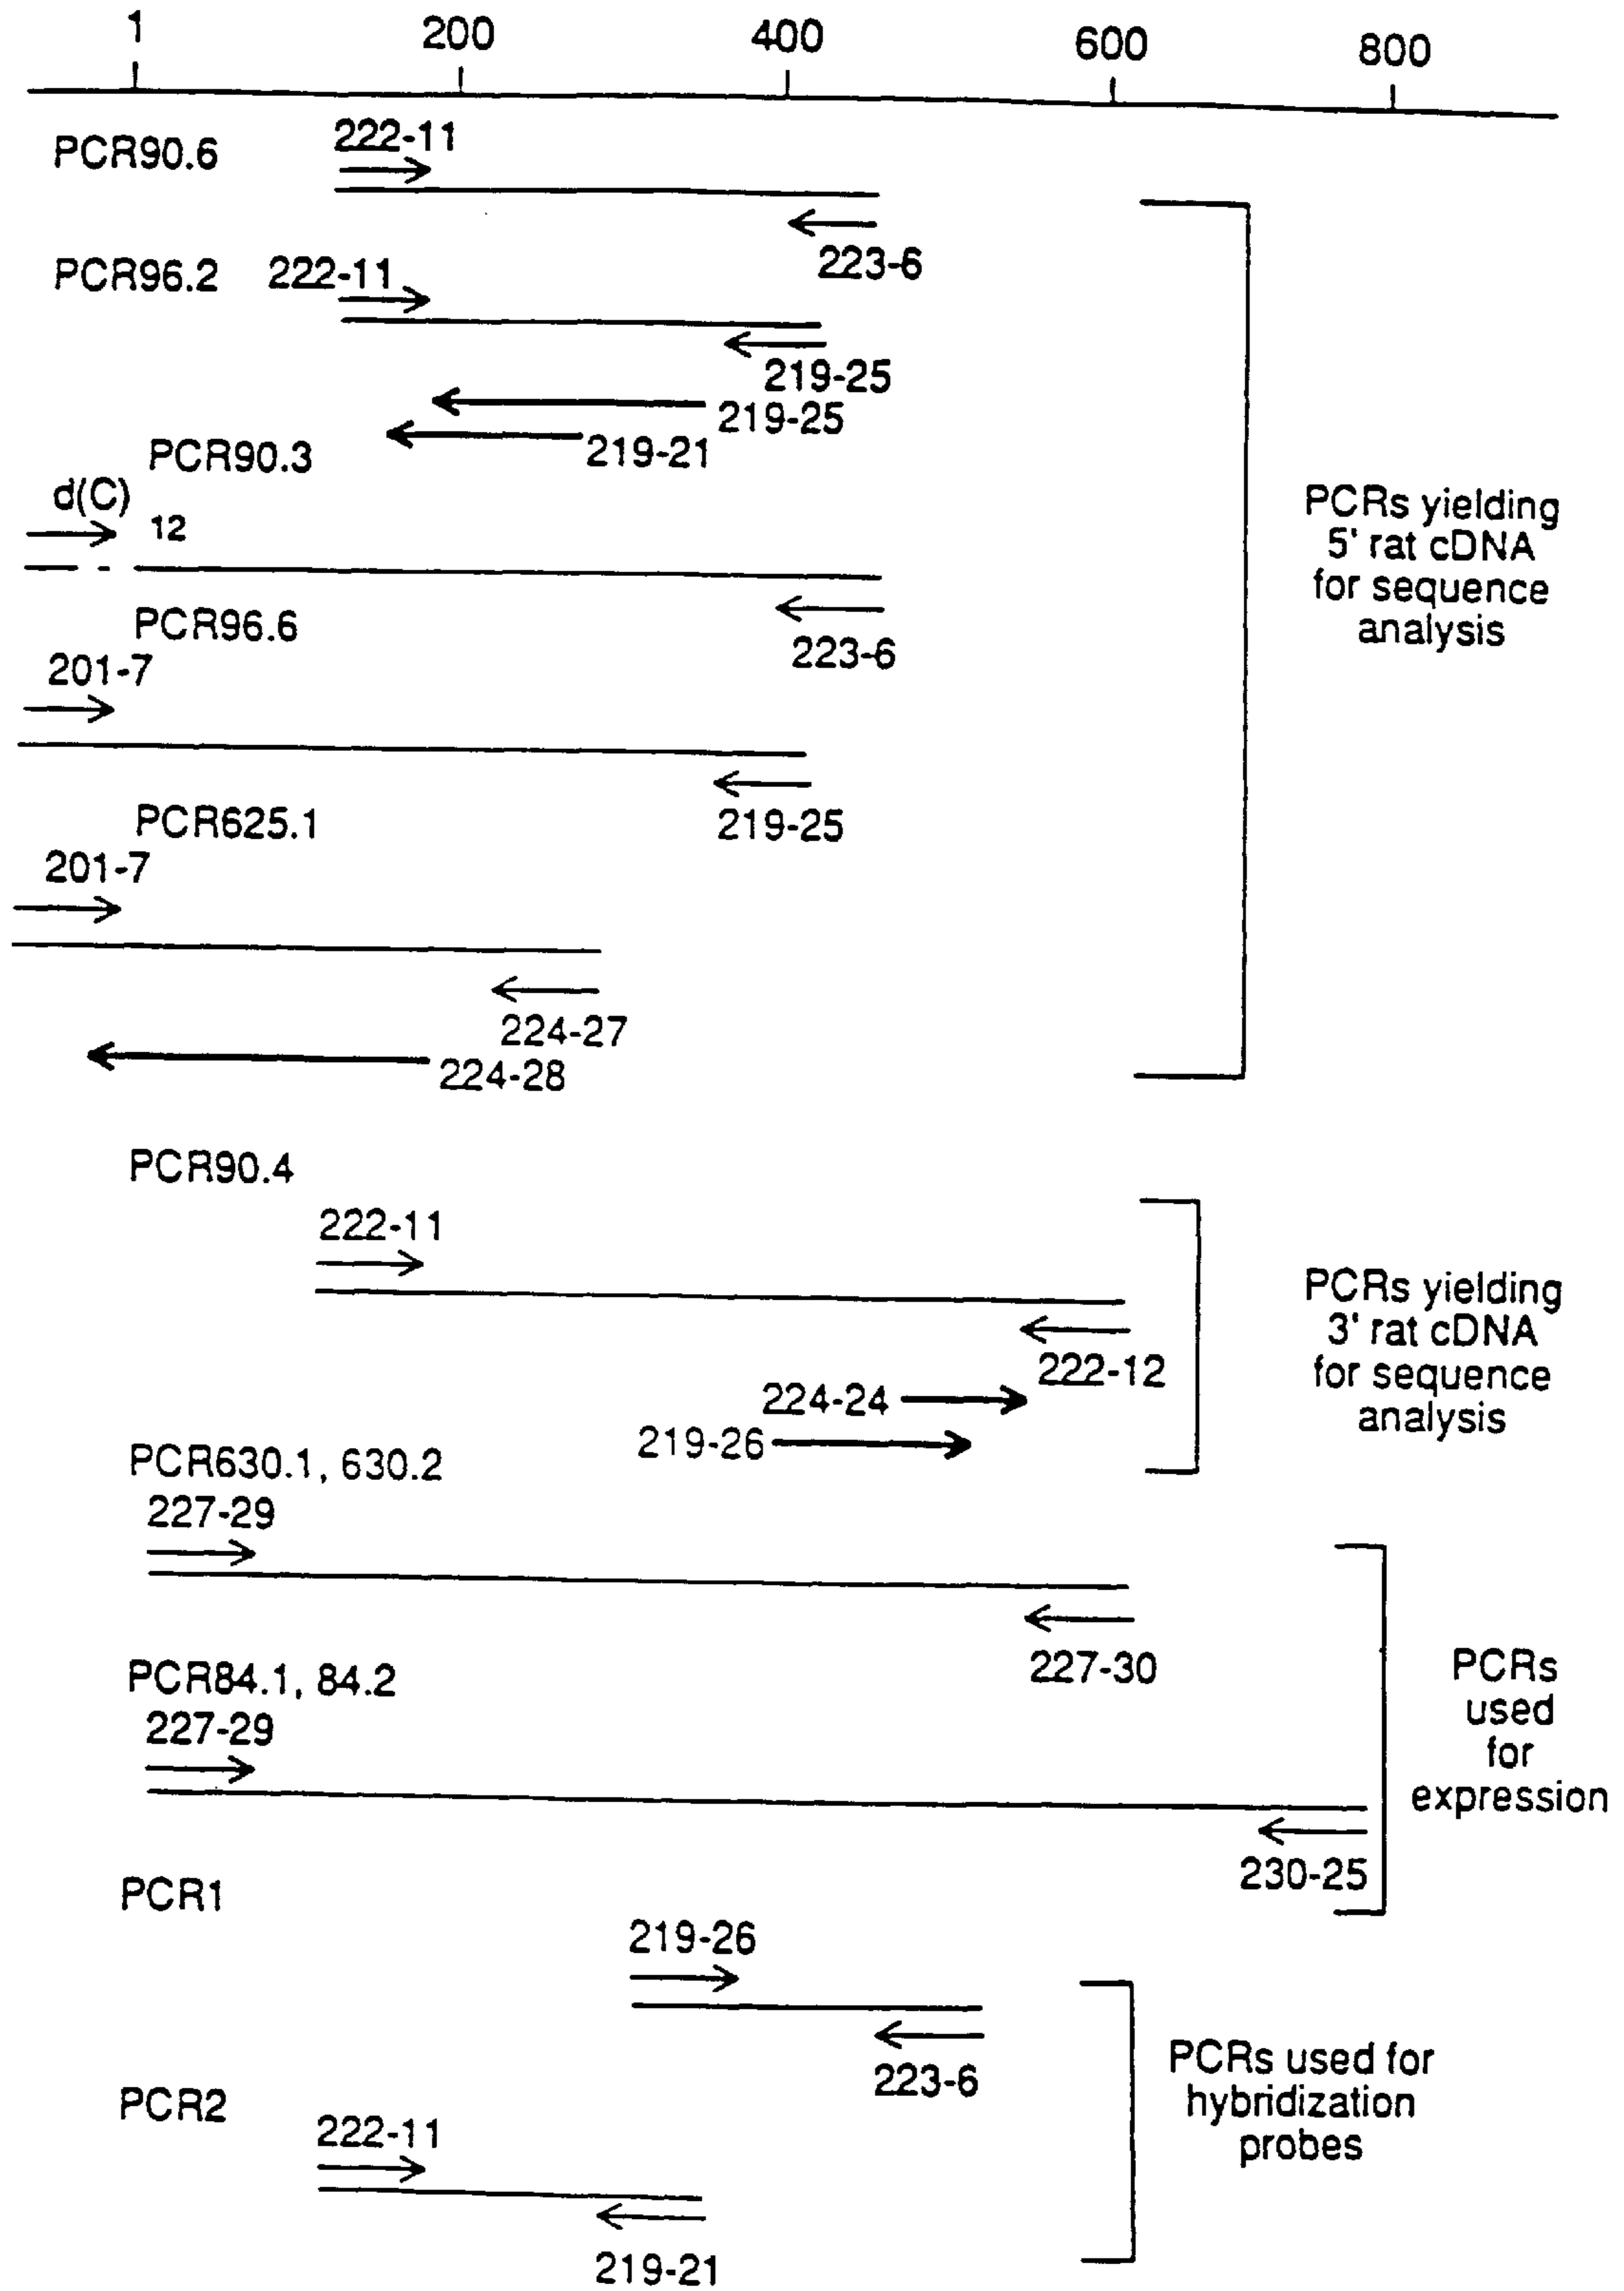 1 200 400 600 800
PCR90.6 222-11
223-6
PCR96.2 222-11
219-25
219-25
219-21
PCR90.3
d(C)
12
223-6
PCR96.6
201-7
219-25
PCR625.1
201-7
224-27
224-28
PCRs yielding
5' rat cDNA
for sequence
analysis
PCR90.4
222-11
222-12
224-24
219-26
PCRs yielding
3' rat cDNA
for sequence
analysis
PCR630.1, 630.2
227-29
227-30
PCR84.1, 84.2
227-29
230-25
PCRs
used
for
expression
PCR1
219-26
223-6
PCR2
222-11
219-21
PCRs used for
hybridization
probes